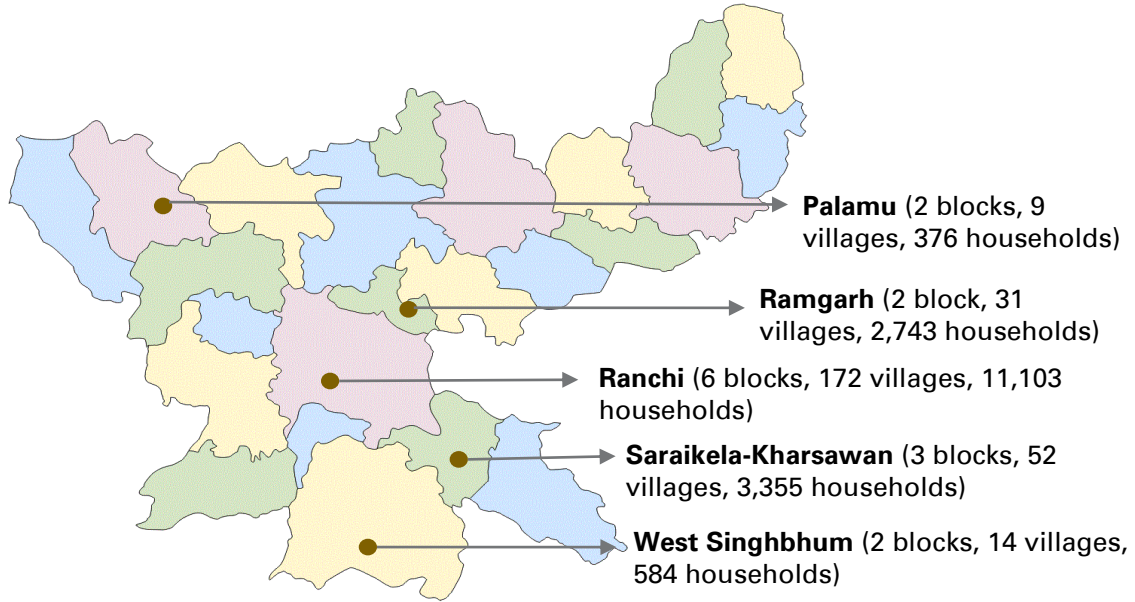 Palamu (2 blocks, 9
villages, 376 households)
Ramgarh (2 block, 31
villages, 2,743 households)
Ranchi (6 blocks, 172 villages, 11,103
households)
Saraikela-Kharsawan (3 blocks, 52
villages, 3,355 households)
West Singhbhum (2 blocks, 14 villages,
584 households)